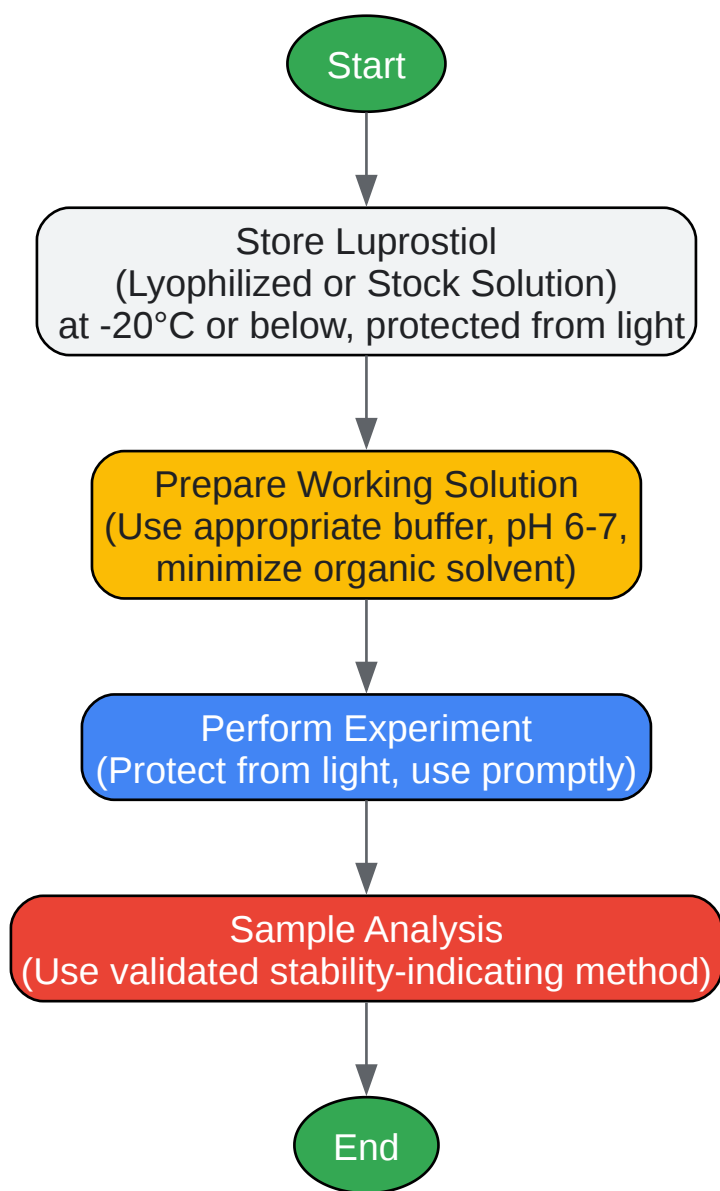 Start
Store Luprostiol
(Lyophilized or Stock Solution)
at -20°C or below, protected from light
Prepare Working Solution
(Use appropriate buffer, pH 6-7,
minimize organic solvent)
Perform Experiment
(Protect from light, use promptly)
Sample Analysis
(Use validated stability-indicating method)
End